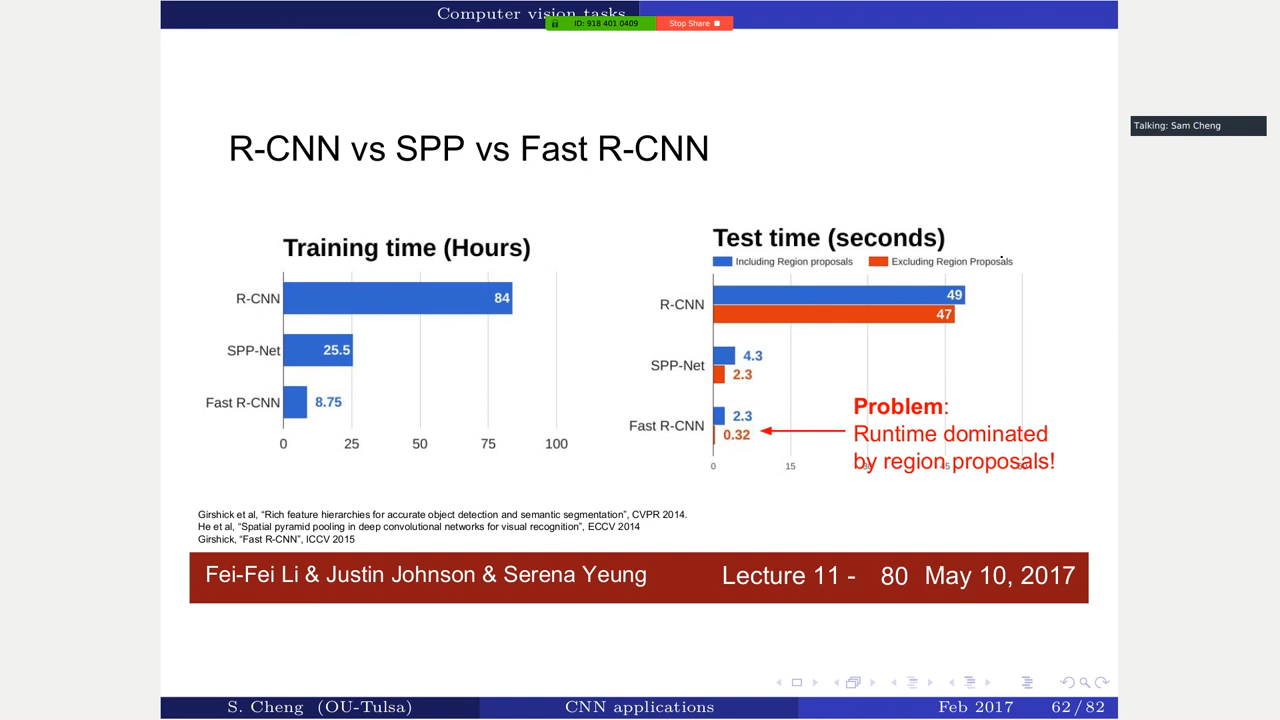 Computer vision tasks
ID: 918 401 0409 Stop Share
Talking: Sam Cheng
R-CNN vs SPP vs Fast R-CNN
Training time (Hours)
R-CNN 84
SPP-Net 25.5
Fast R-CNN 8.75
0 25 50 75 100
Test time (seconds)
Including Region proposals Excluding Region Proposals
R-CNN 49
47
SPP-Net 4.3
2.3
Fast R-CNN 2.3
0.32
0 15 45
Problem:
Runtime dominated
by region proposals!
Girshick et al, “Rich feature hierarchies for accurate object detection and semantic segmentation”, CVPR 2014.
He et al, “Spatial pyramid pooling in deep convolutional networks for visual recognition”, ECCV 2014
Girshick, “Fast R-CNN”, ICCV 2015
Fei-Fei Li & Justin Johnson & Serena Yeung Lecture 11 - 80 May 10, 2017
S. Cheng (OU-Tulsa) CNN applications Feb 2017 62 / 82